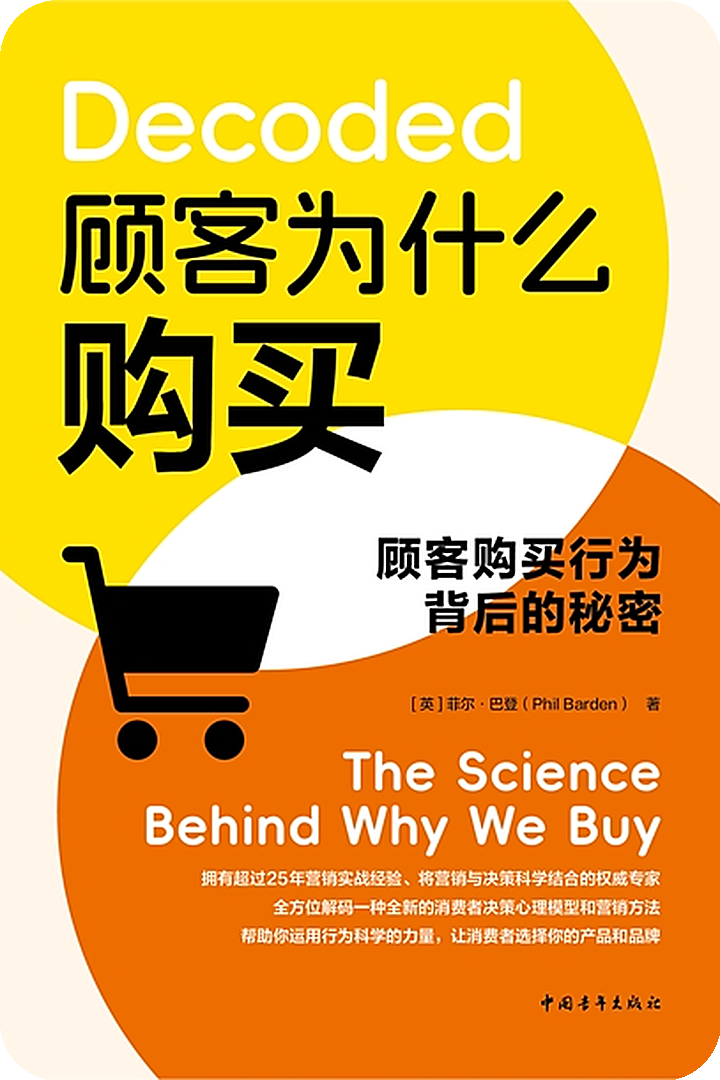 Decoded
顾客为什么
购买
顾客购买行为
背后的秘密
[英]菲尔·巴登（Phil Barden） 著
The Science
Behind Why We Buy
拥有超过25年营销实战经验、将营销与决策科学结合的权威专家
全方位解码一种全新的消费者决策心理模型和营销方法
帮助你运用行为科学的力量，让消费者选择你的产品和品牌
中国青年出版社